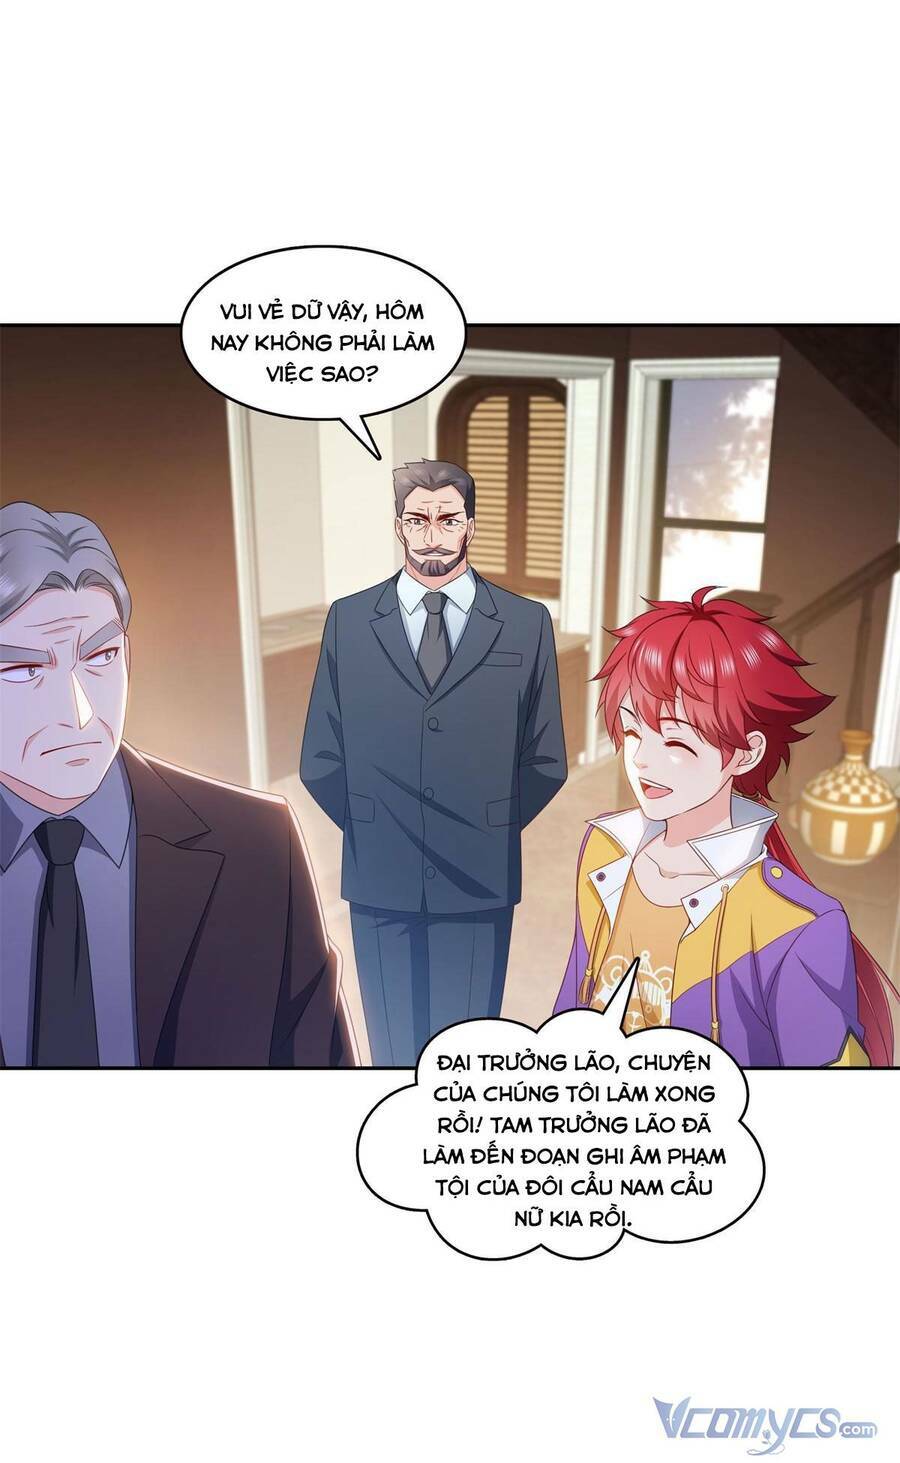 VUI VẺ DỮ VẬY, HÔM
NAY KHÔNG PHẢI LÀM
VIỆC SAO?
ĐẠI TRƯỞNG LÃO, CHUYỆN
CỦA CHÚNG TÔI LÀM XONG
RỒI! TAM TRƯỞNG LÃO ĐÃ
LÀM ĐẾN ĐOẠN GHI ÂM PHẠM
TỘI CỦA ĐÔI CẨU NAM CẨU
NỮ KIA RỒI.
VCOMYCS.com